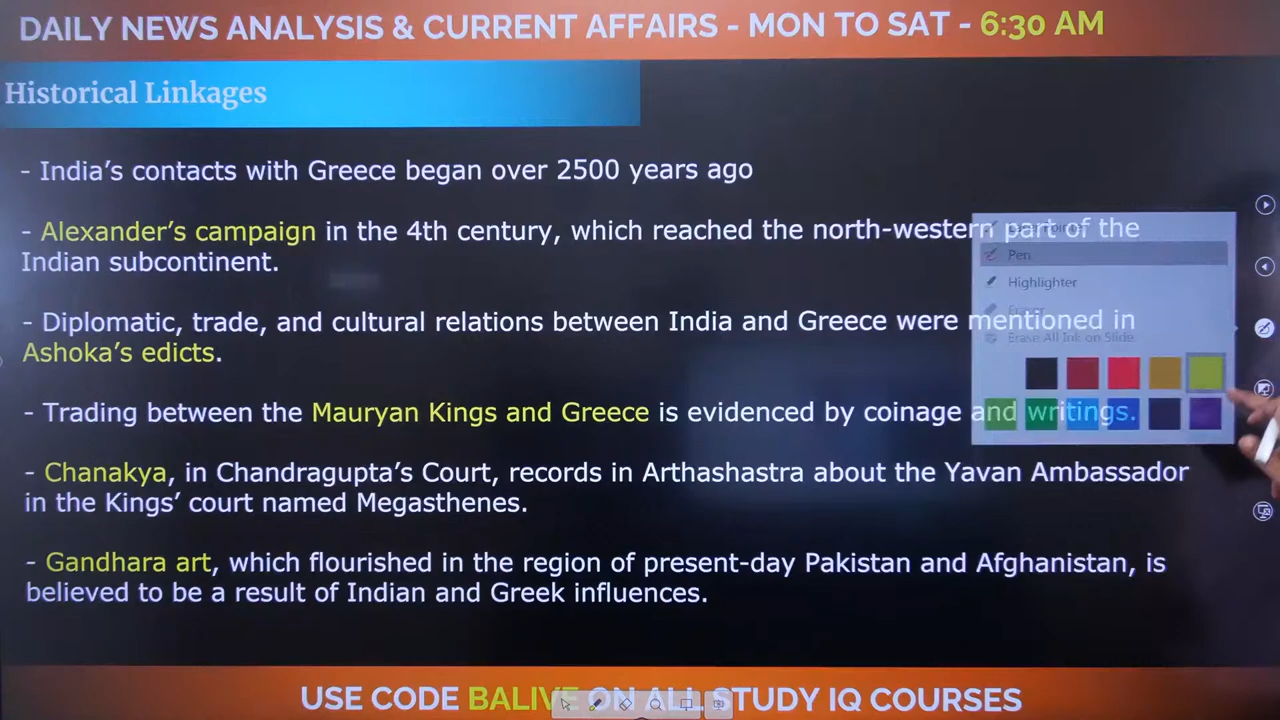 DAILY NEWS ANALYSIS & CURRENT AFFAIRS - MON TO SAT - 6:30 AM
Historical Linkages
- India's contacts with Greece began over 2500 years ago
- Alexander's campaign in the 4th century, which reached the north-western part of the
Indian subcontinent.
- Diplomatic, trade, and cultural relations between India and Greece were mentioned in
Ashoka's edicts.
- Trading between the Mauryan Kings and Greece is evidenced by coinage and writings.
- Chanakya, in Chandragupta's Court, records in Arthashastra about the Yavan Ambassador
in the Kings' court named Megasthenes.
- Gandhara art, which flourished in the region of present-day Pakistan and Afghanistan, is
believed to be a result of Indian and Greek influences.
Pen
Highlighter
Eraser
Erase All Ink on Slide
USE CODE BALIVE ON ALL STUDY IQ COURSES